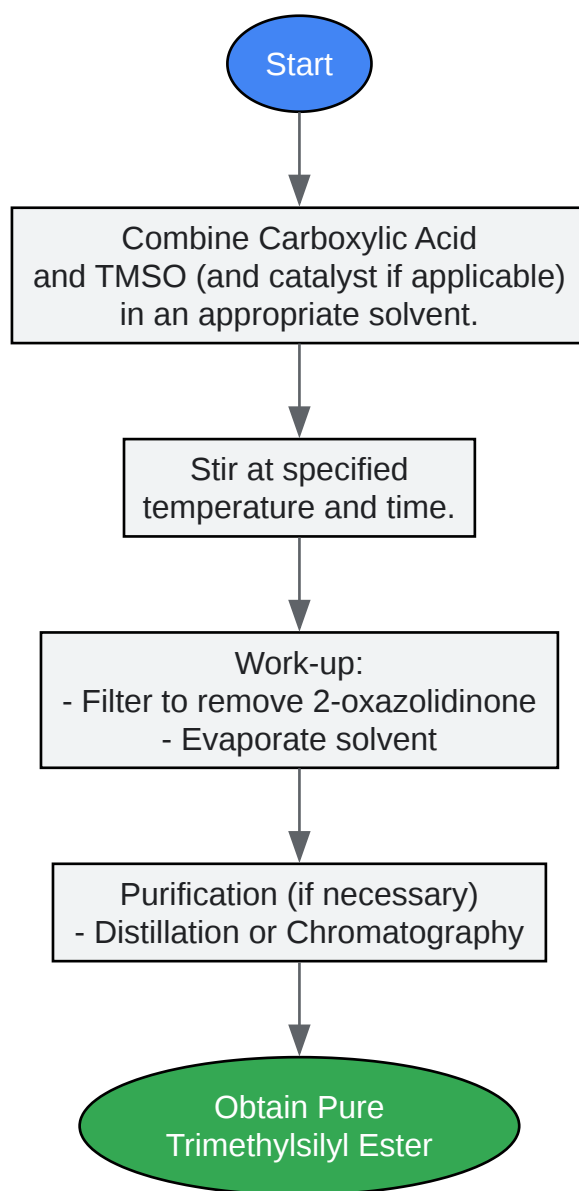 Start
Combine Carboxylic Acid
and TMSO (and catalyst if applicable)
in an appropriate solvent.
Stir at specified
temperature and time.
Work-up:
- Filter to remove 2-oxazolidinone
- Evaporate solvent
Purification (if necessary)
- Distillation or Chromatography
Obtain Pure
Trimethylsilyl Ester